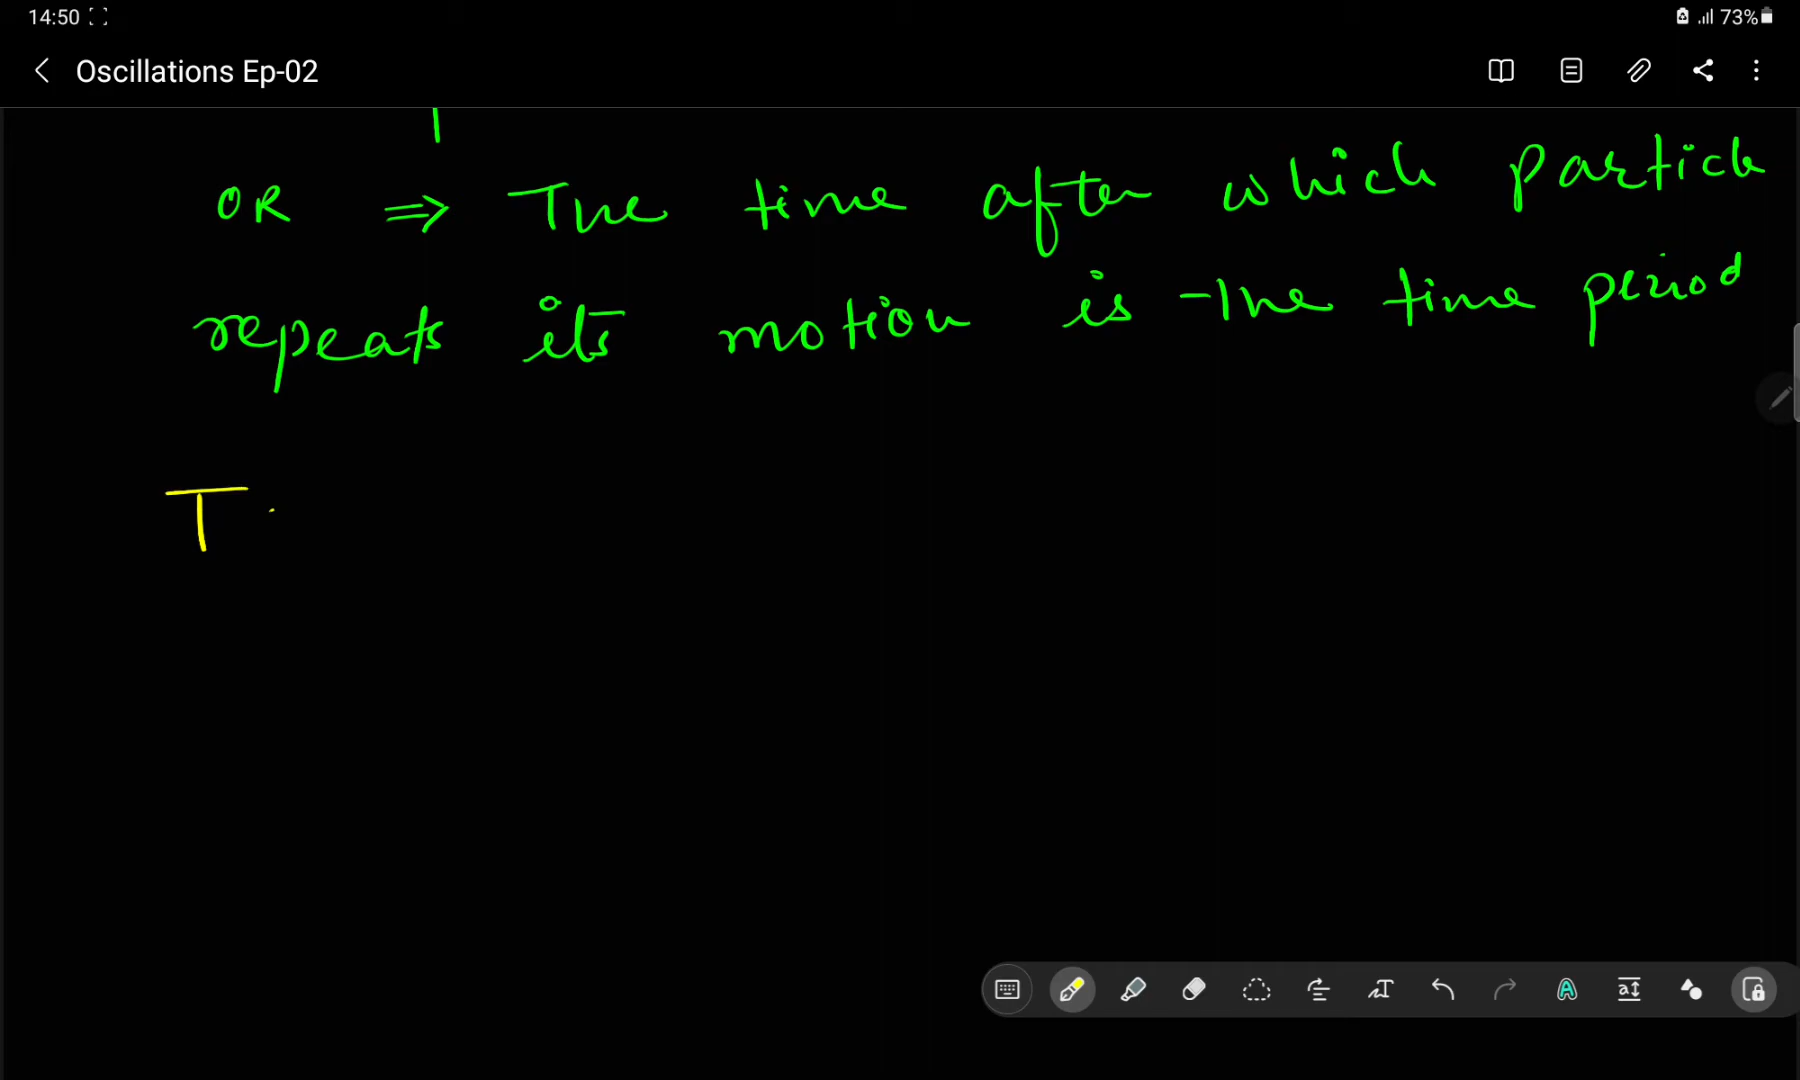 14:50 73%
Oscillations Ep-02
OR ⇒ The time after which particle
repeats its motion is the time period
T